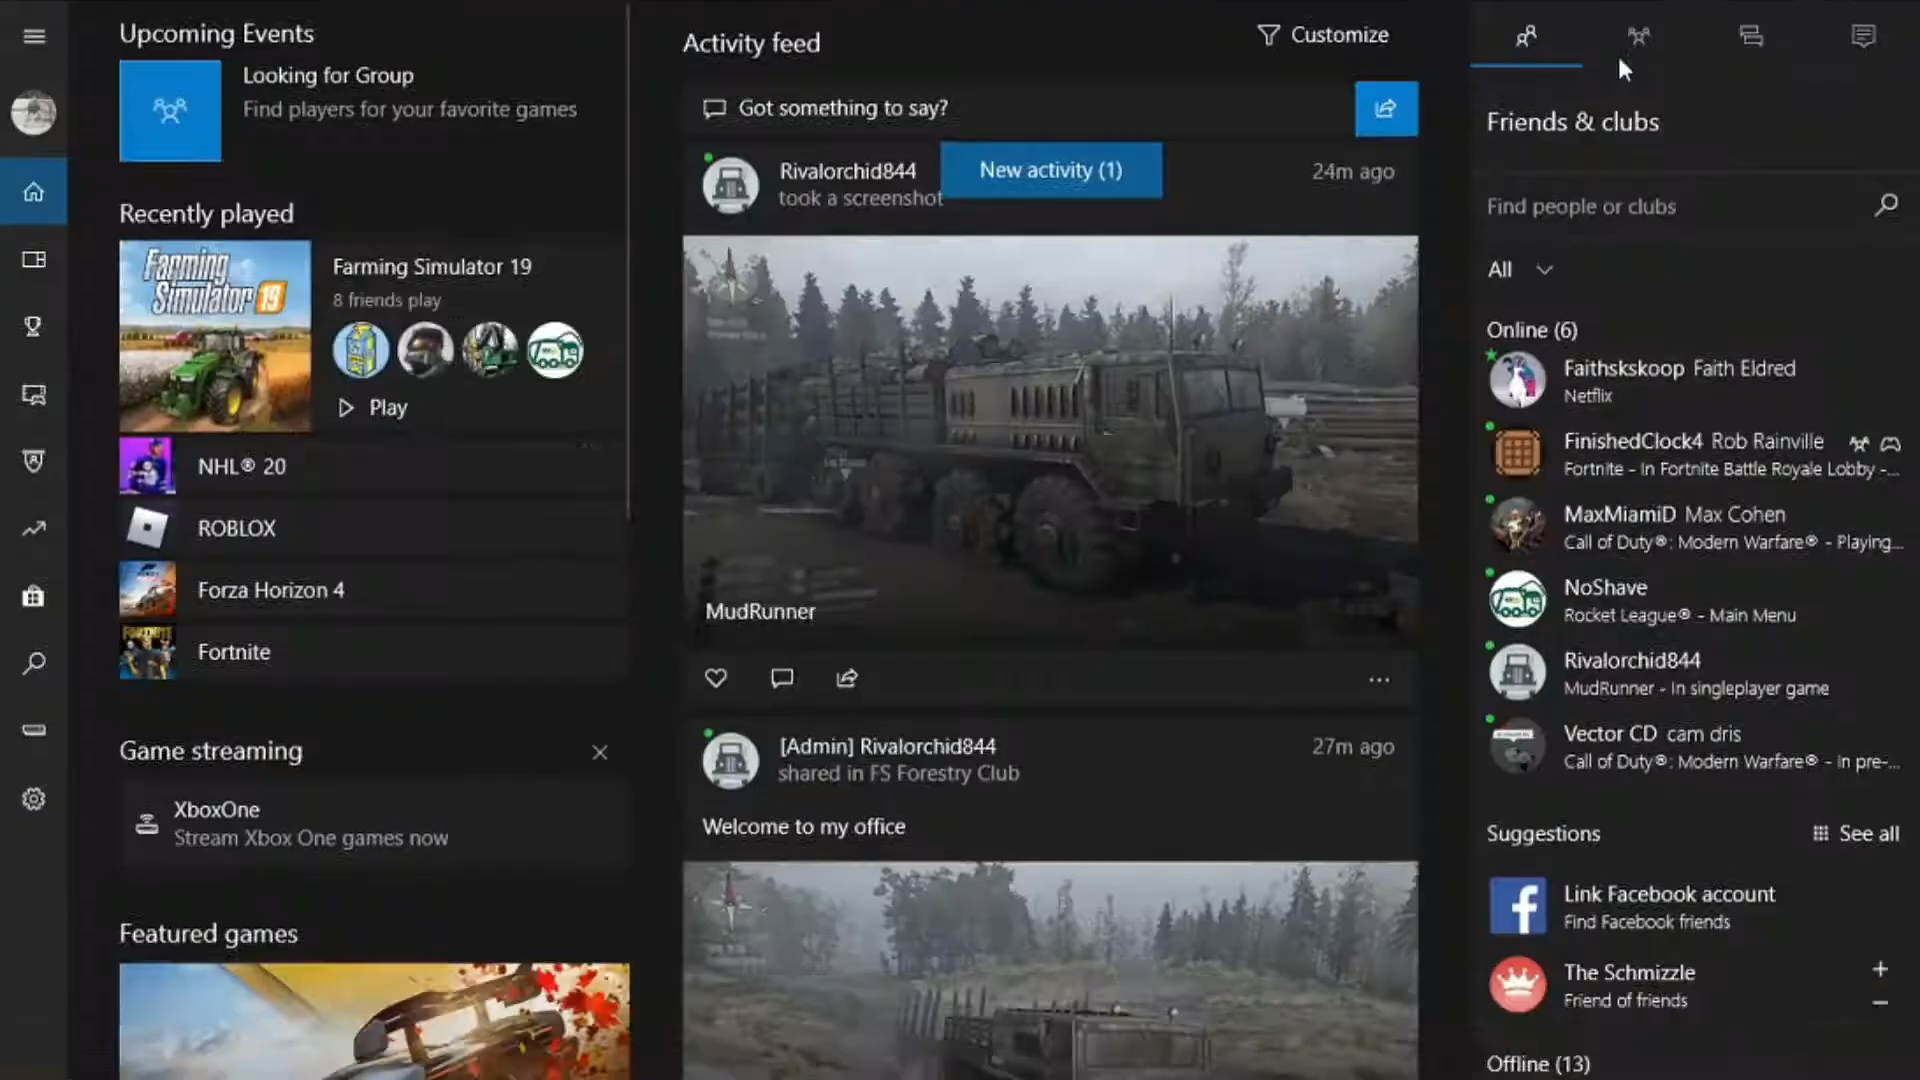 Upcoming Events
Looking for Group
Find players for your favorite games
Recently played
Farming
Simulator 19
Farming Simulator 19
8 friends play
Play
NHL® 20
ROBLOX
Forza Horizon 4
FORTNITE
Fortnite
Game streaming
XboxOne
Stream Xbox One games now
Featured games
Activity feed
Customize
Got something to say?
New activity (1)
Rivalorchid844
took a screenshot
24m ago
MudRunner
[Admin] Rivalorchid844
shared in FS Forestry Club
27m ago
Welcome to my office
Friends & clubs
Find people or clubs
All
Online (6)
Faithskskoop Faith Eldred
Netflix
FinishedClock4 Rob Rainville
Fortnite - In Fortnite Battle Royale Lobby -...
MaxMiamiD Max Cohen
Call of Duty®: Modern Warfare® - Playing...
NoShave
Rocket League® - Main Menu
Rivalorchid844
MudRunner - In singleplayer game
Vector CD cam dris
Call of Duty®: Modern Warfare® - In pre-...
Suggestions
See all
Link Facebook account
Find Facebook friends
The Schmizzle
Friend of friends
Offline (13)